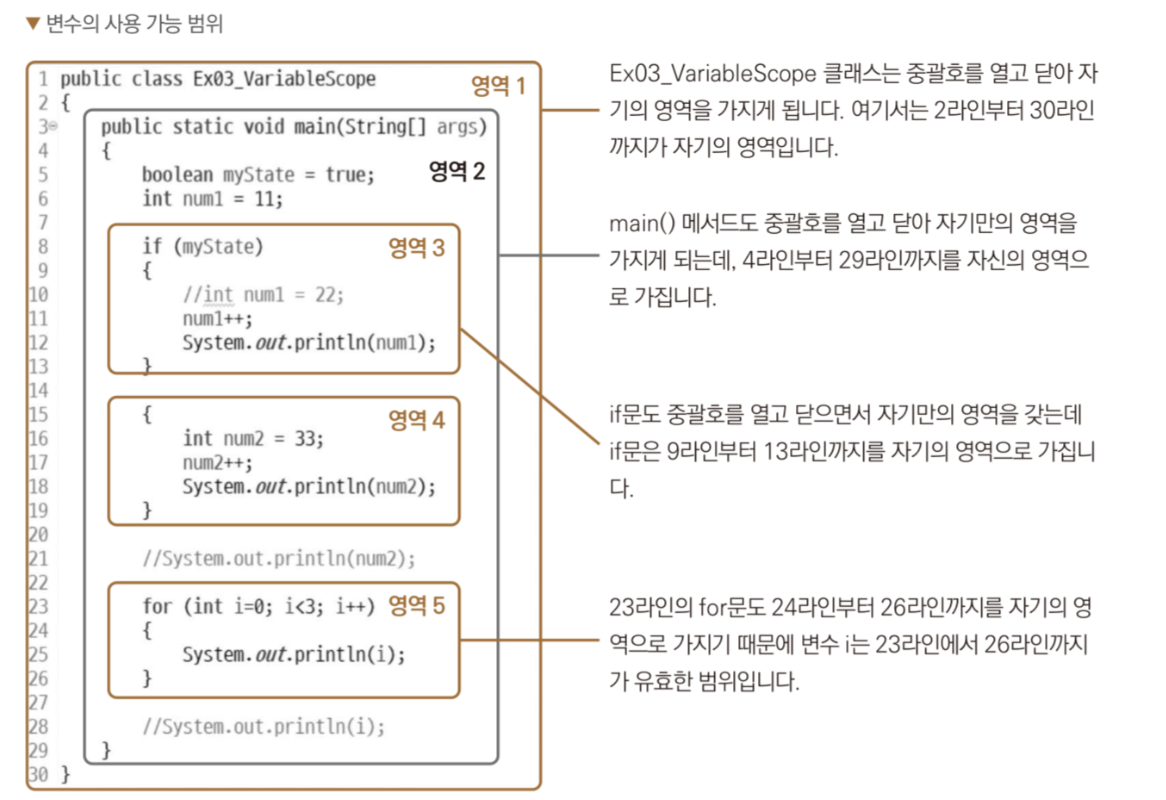 ▼ 변수의 사용 가능 범위
1 public class Ex03_VariableScope
영역 1
2 {
3 public static void main(String[] args)
4 {
영역 2
5 boolean myState = true;
6 int num1 = 11;
7
8 if (myState)
영역 3
9 {
10 //int num1 = 22;
11 num1++;
12 System.out.println(num1);
13 }
14
15 {
영역 4
16 int num2 = 33;
17 num2++;
18 System.out.println(num2);
19 }
20
21 //System.out.println(num2);
22
23 for (int i=0; i<3; i++)
영역 5
24 {
25 System.out.println(i);
26 }
27
28 //System.out.println(i);
29 }
30 }
Ex03_VariableScope 클래스는 중괄호를 열고 닫아 자
기의 영역을 가지게 됩니다. 여기서는 2라인부터 30라인
까지가 자기의 영역입니다.
main() 메서드도 중괄호를 열고 닫아 자기만의 영역을
가지게 되는데, 4라인부터 29라인까지를 자신의 영역으
로 가집니다.
if문도 중괄호를 열고 닫으면서 자기만의 영역을 갖는데
if문은 9라인부터 13라인까지를 자기의 영역으로 가집니
다.
23라인의 for문도 24라인부터 26라인까지를 자기의 영
역으로 가지기 때문에 변수 i는 23라인에서 26라인까지
가 유효한 범위입니다.